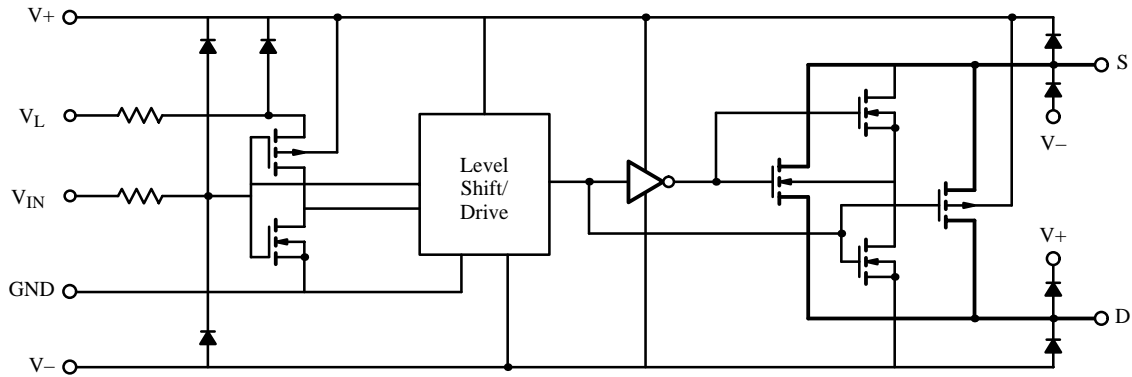 V+
S
V_L
V–
Level
Shift/
Drive
V_IN
V+
GND
D
V–